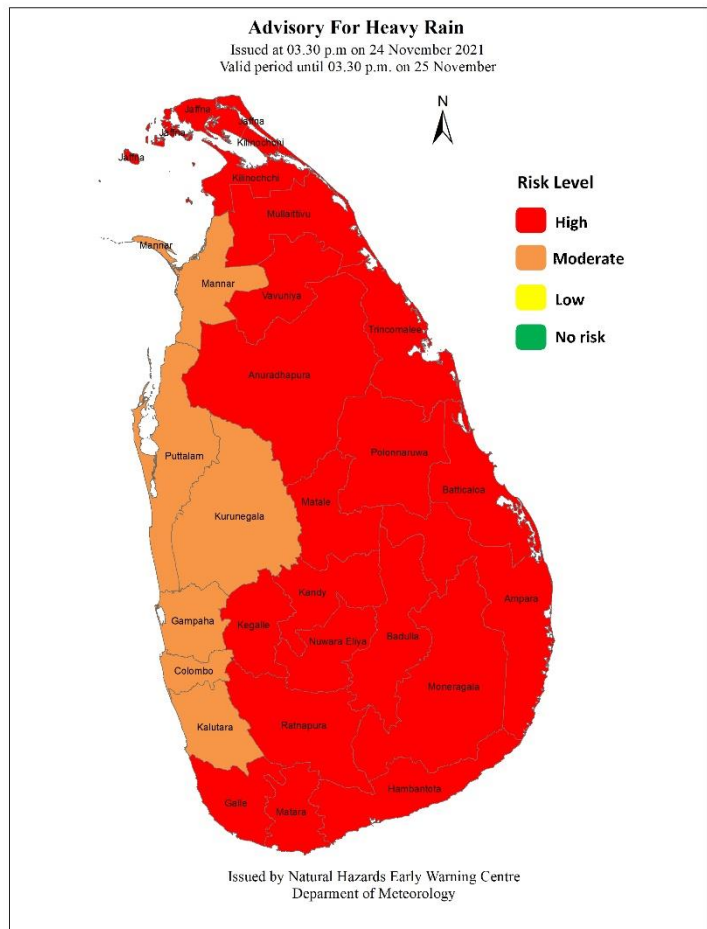 Advisory For Heavy Rain
Issued at 03.30 p.m on 24 November 2021
Valid period until 03.30 p.m. on 25 November
N
Jaffna
Jaffna
Jaffna
Jaffna
Kilinochchi
Kilinochchi
Mullaittivu
Mannar
Mannar
Vavuniya
Trincomalee
Anuradhapura
Puttalam
Polonnaruwa
Kurunegala
Matale
Batticaloa
Kandy
Ampara
Gampaha
Kegalle
Nuwara Eliya
Badulla
Colombo
Moneragala
Kalutara
Ratnapura
Hambantota
Galle
Matara
Risk Level
High
Moderate
Low
No risk
Issued by Natural Hazards Early Warning Centre
Deparment of Meteorology